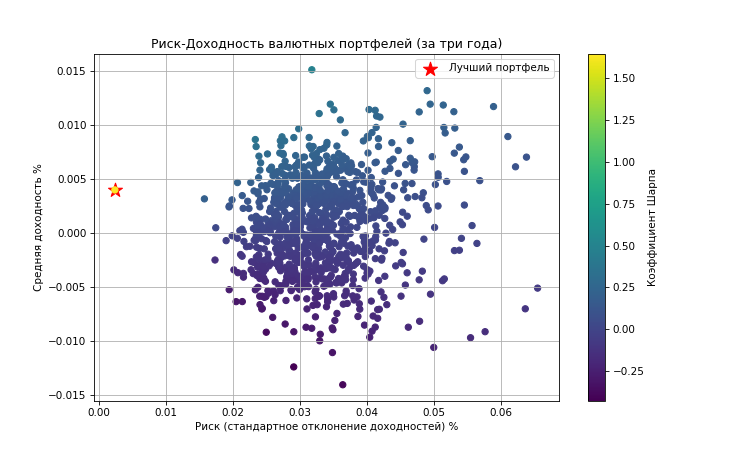 Риск-Доходность валютных портфелей (за три года)
Лучший портфель
Средняя доходность %
0.015
0.010
0.005
0.000
−0.005
−0.010
−0.015
0.00 0.01 0.02 0.03 0.04 0.05 0.06
Риск (стандартное отклонение доходностей) %
1.50
1.25
1.00
0.75
0.50
0.25
0.00
−0.25
Коэффициент Шарпа